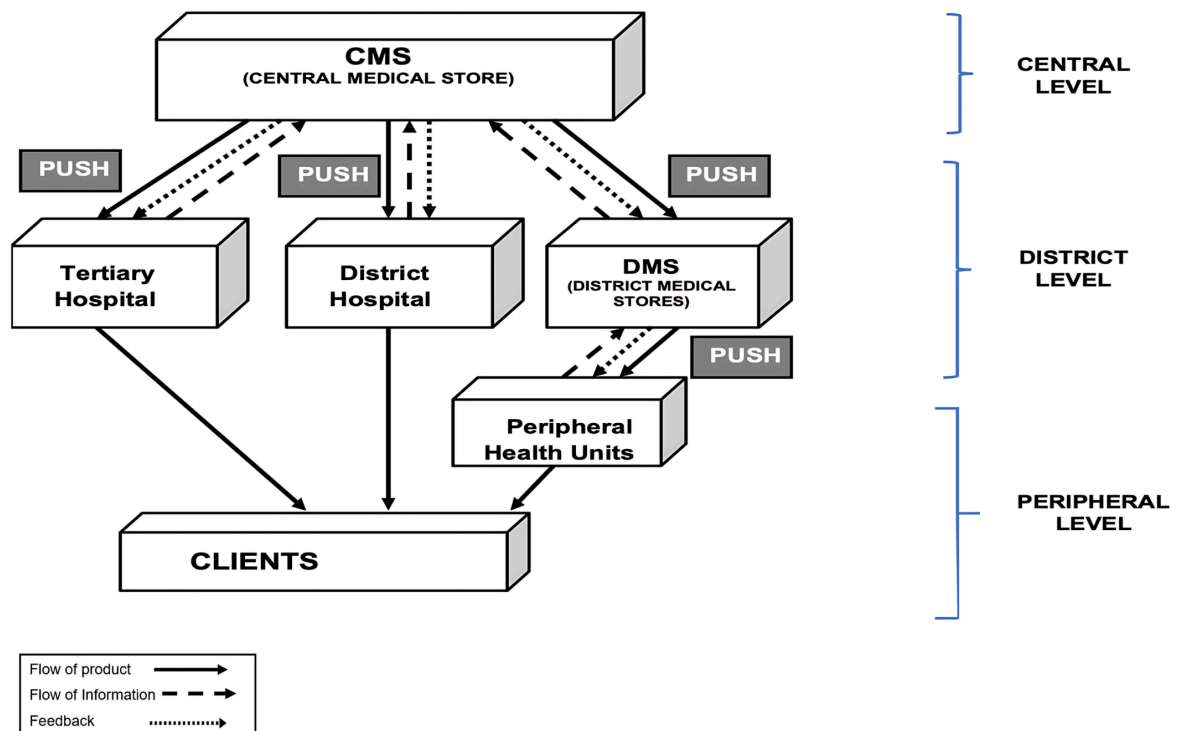 CMS
(CENTRAL MEDICAL STORE)
CENTRAL
LEVEL
PUSH
PUSH
PUSH
Tertiary
Hospital
District
Hospital
DMS
(DISTRICT MEDICAL
STORES)
DISTRICT
LEVEL
PUSH
Peripheral
Health Units
PERIPHERAL
LEVEL
CLIENTS
Flow of product
Flow of Information
Feedback